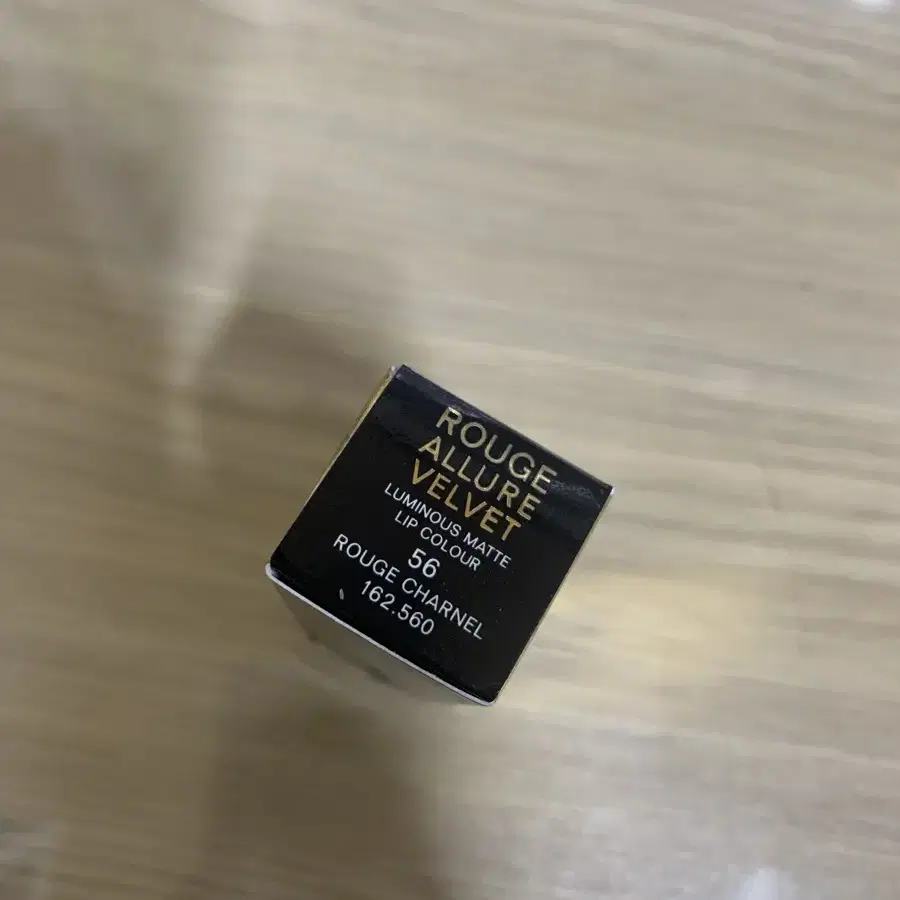 ROUGE
ALLURE
VELVET
LUMINOUS MATTE
LIP COLOUR
56
ROUGE CHARNEL
162.560